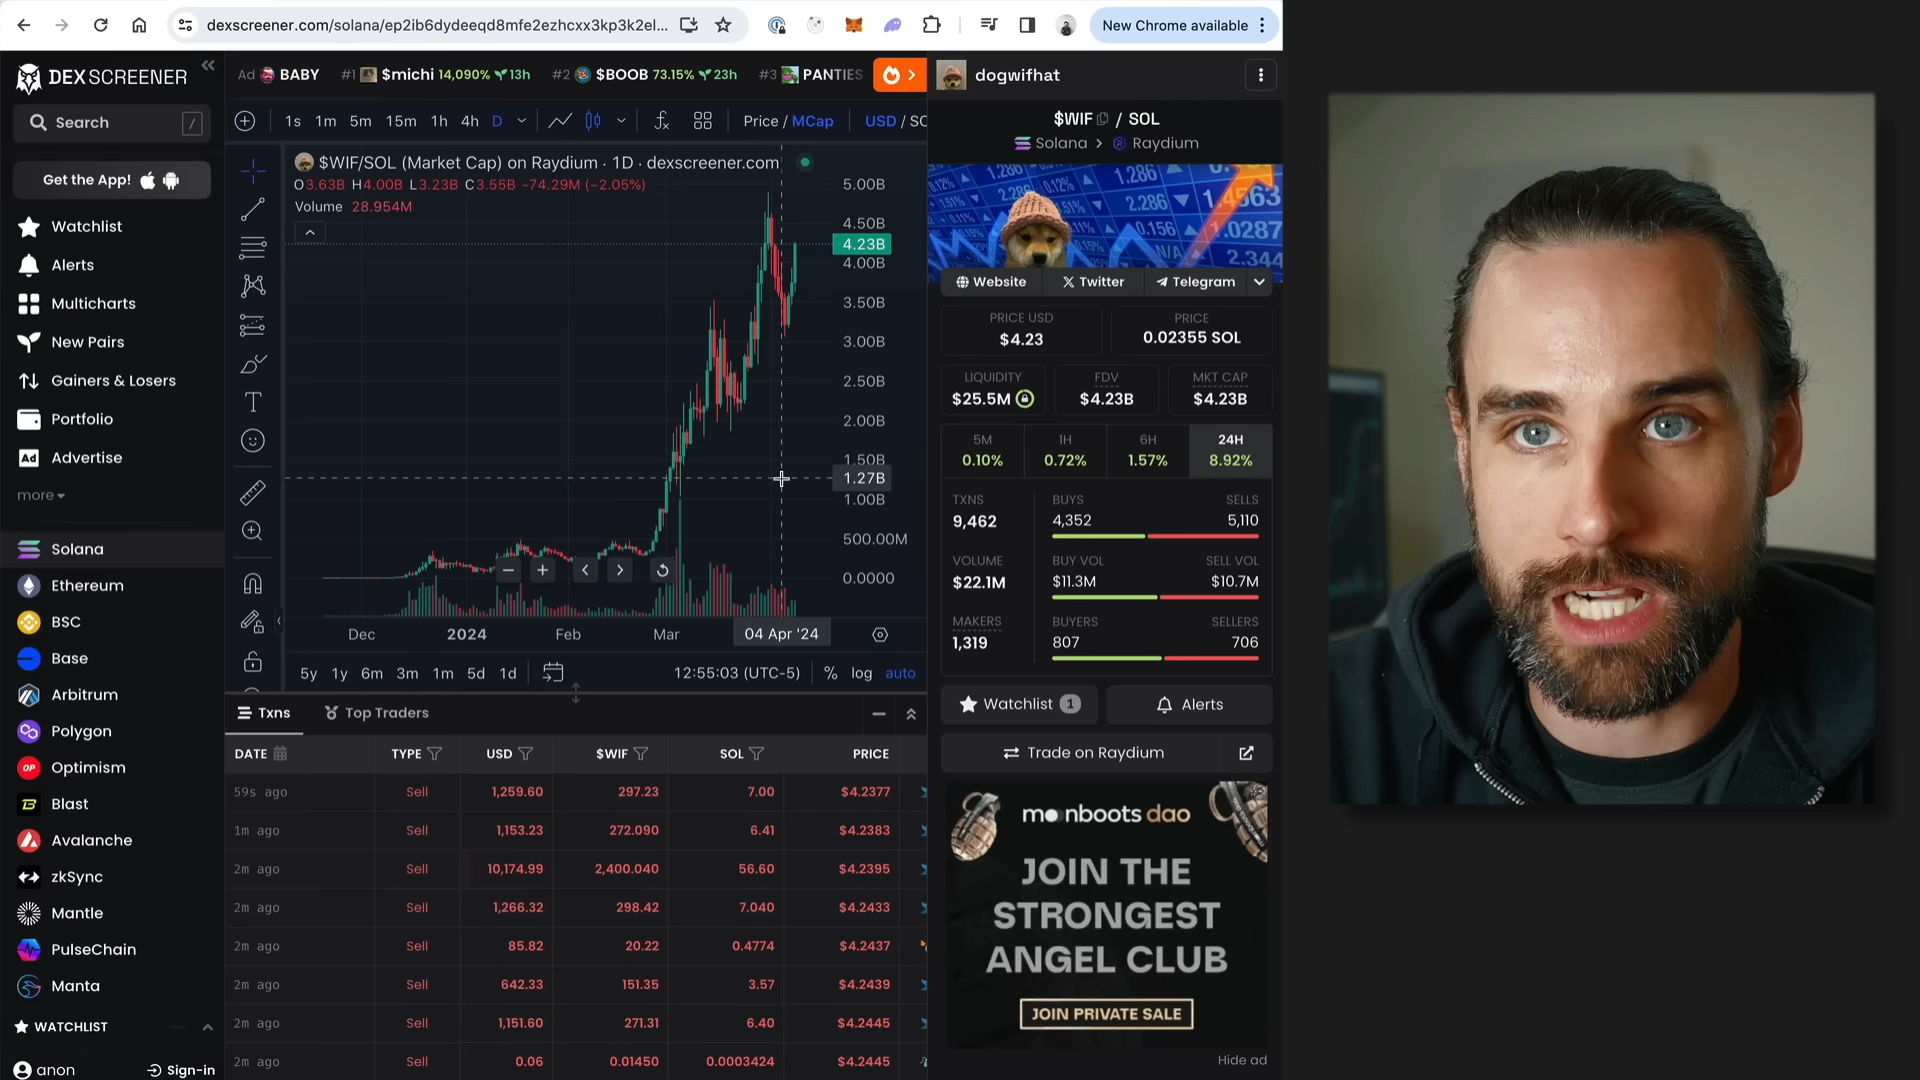 dexscreener.com/solana/ep2ib6dydeeqd8mfe2ezhcxx3kp3k2el...
New Chrome available
DEX SCREENER
Search
/
Get the App!
Watchlist
Alerts
Multicharts
New Pairs
Gainers & Losers
Portfolio
Ad
Advertise
more
Solana
Ethereum
BSC
Base
Arbitrum
Polygon
OP
Optimism
Blast
Avalanche
zkSync
Mantle
PulseChain
Manta
WATCHLIST
anon
Sign-in
Ad BABY #1 $michi 14,090% 13h #2 $BOOB 73.15% 23h #3 PANTIES
1s 1m 5m 15m 1h 4h D Price / MCap USD / SC
$WIF/SOL (Market Cap) on Raydium · 1D · dexscreener.com
O3.63B H4.00B L3.23B C3.55B -74.29M (-2.05%)
Volume 28.954M
5.00B
4.50B
4.23B
4.00B
3.50B
3.00B
2.50B
2.00B
1.50B
1.27B
1.00B
500.00M
0.0000
Dec 2024 Feb Mar 04 Apr '24
5y 1y 6m 3m 1m 5d 1d 12:55:03 (UTC-5) % log auto
Txns Top Traders
DATE TYPE USD $WIF SOL PRICE
59s ago Sell 1,259.60 297.23 7.00 $4.2377
1m ago Sell 1,153.23 272.090 6.41 $4.2383
2m ago Sell 10,174.99 2,400.040 56.60 $4.2395
2m ago Sell 1,266.32 298.42 7.040 $4.2433
2m ago Sell 85.82 20.22 0.4774 $4.2437
2m ago Sell 642.33 151.35 3.57 $4.2439
2m ago Sell 1,151.60 271.31 6.40 $4.2445
2m ago Sell 0.06 0.01450 0.0003424 $4.2445
dogwifhat
$WIF / SOL
Solana > Raydium
Website
Twitter
Telegram
PRICE USD
$4.23
PRICE
0.02355 SOL
LIQUIDITY
$25.5M
FDV
$4.23B
MKT CAP
$4.23B
5M 1H 6H 24H
0.10% 0.72% 1.57% 8.92%
TXNS BUYS SELLS
9,462 4,352 5,110
VOLUME BUY VOL SELL VOL
$22.1M $11.3M $10.7M
MAKERS BUYERS SELLERS
1,319 807 706
Watchlist 1
Alerts
Trade on Raydium
moonboots dao
JOIN THE
STRONGEST
ANGEL CLUB
JOIN PRIVATE SALE
Hide ad